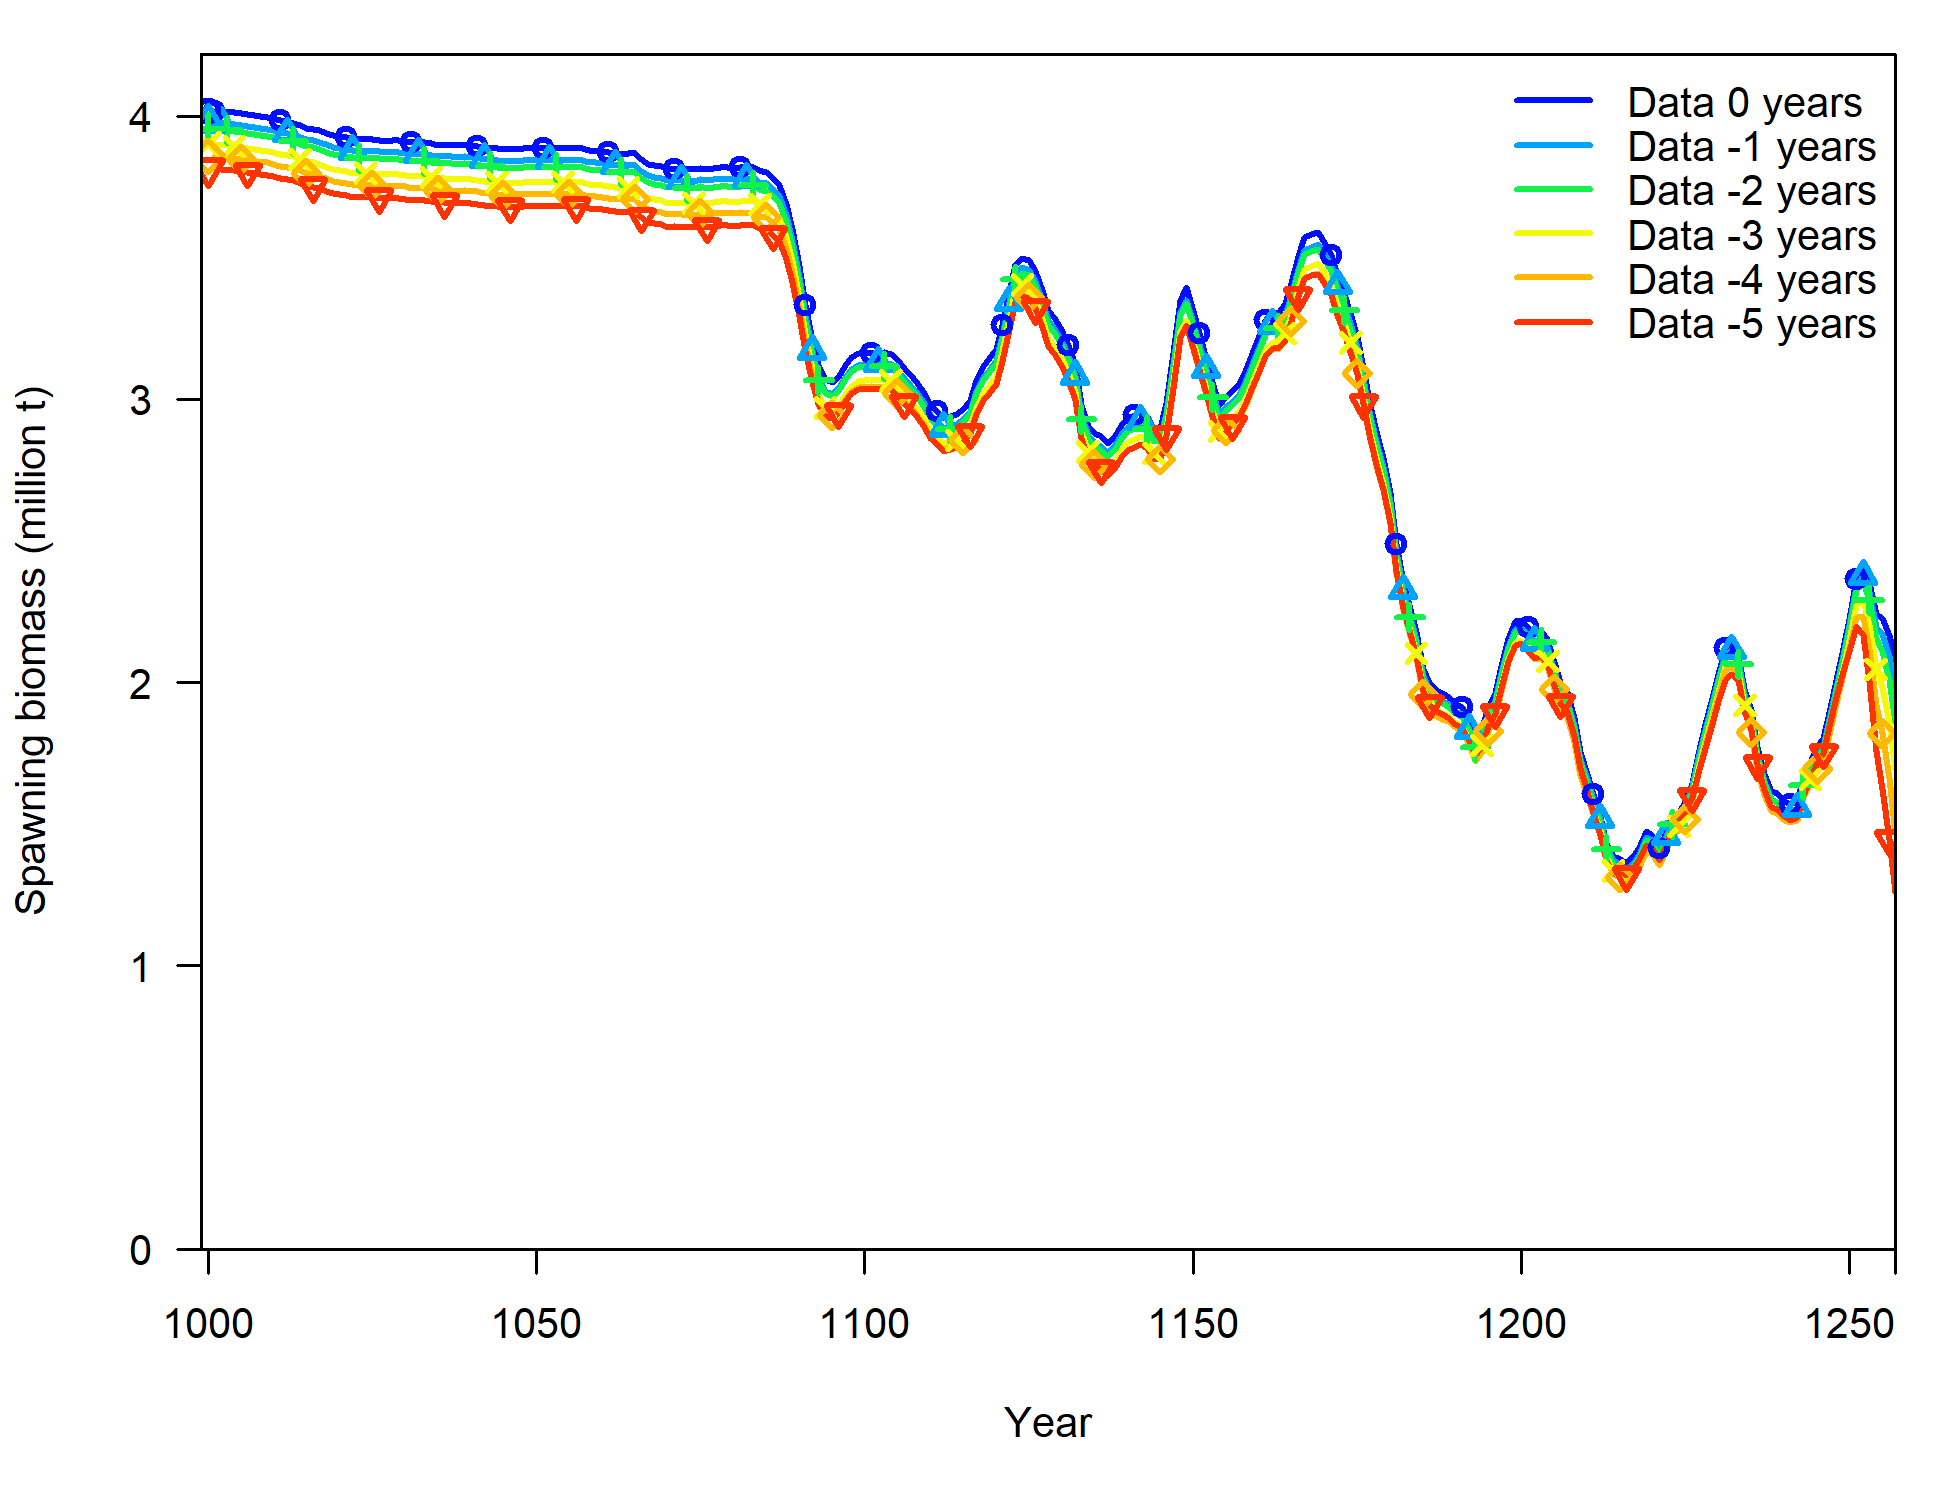 Data 0 years
Data -1 years
Data -2 years
Data -3 years
Data -4 years
Data -5 years
Spawning biomass (million t)
4
3
2
1
0
1000 1050 1100 1150 1200 1250
Year